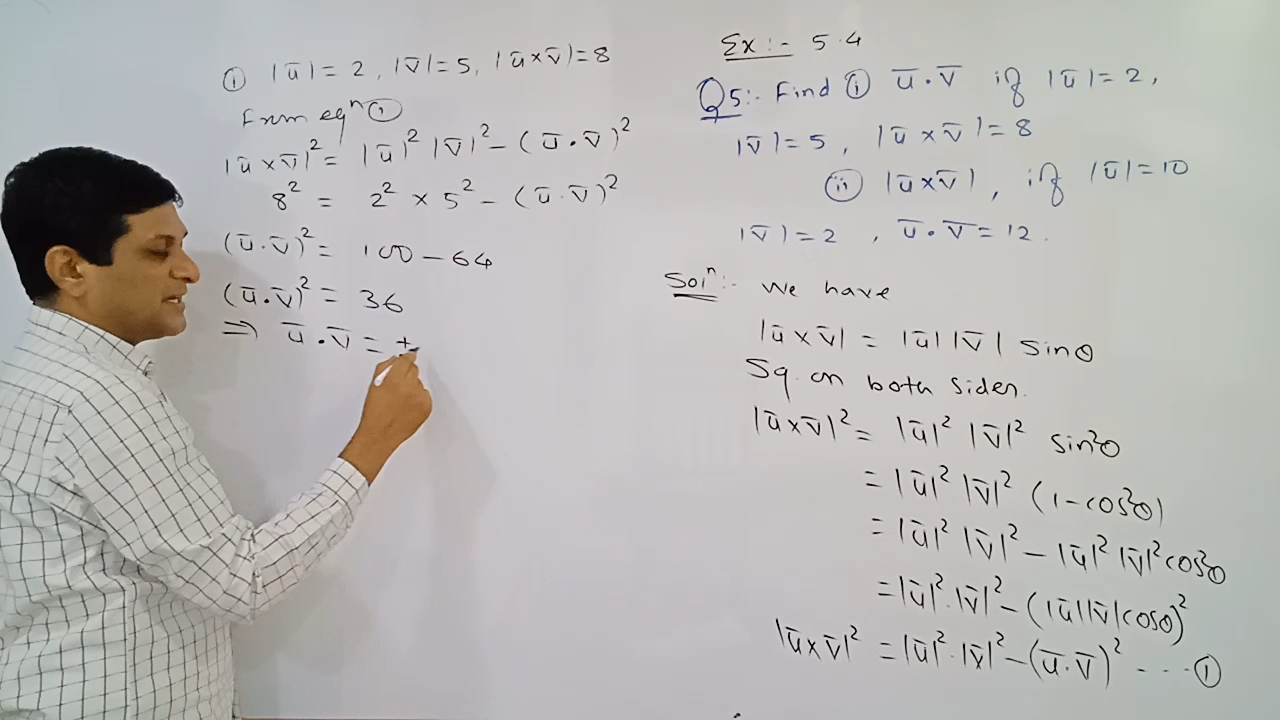 Ex:- 5.4
Q5:- Find ① ū·v̄ if |ū|=2,
|v̄|=5, |ū×v̄|=8
ⓘⓘ |ū×v̄|, if |ū|=10
|v̄|=2, ū·v̄=12.
Solⁿ:- We have
|ū×v̄| = |ū||v̄| sinθ
Sq. on both sides.
|ū×v̄|² = |ū|² |v̄|² sin²θ
= |ū|² |v̄|² (1-cos²θ)
= |ū|² |v̄|² - |ū|² |v̄|² cos²θ
= |ū|²·|v̄|² - (|ū||v̄|cosθ)²
|ū×v̄|² = |ū|²·|v̄|² - (ū·v̄)² ----- ①
① |ū|=2, |v̄|=5, |ū×v̄|=8
From eqⁿ ①
|ū×v̄|² = |ū|² |v̄|² - (ū·v̄)²
8² = 2² × 5² - (ū·v̄)²
(ū·v̄)² = 100 - 64
(ū·v̄)² = 36
⇒ ū·v̄ = ±